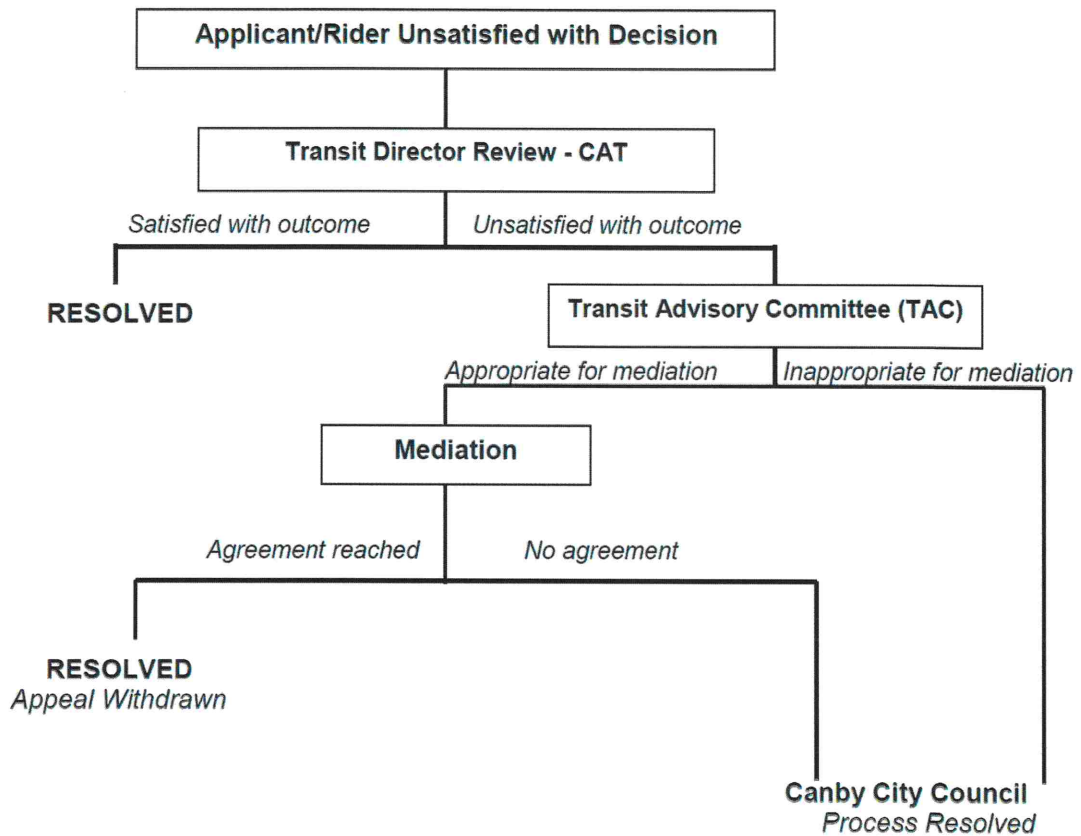 Applicant/Rider Unsatisfied with Decision
Transit Director Review - CAT
Satisfied with outcome
Unsatisfied with outcome
RESOLVED
Transit Advisory Committee (TAC)
Appropriate for mediation
Inappropriate for mediation
Mediation
Agreement reached
No agreement
RESOLVED
Appeal Withdrawn
Canby City Council
Process Resolved